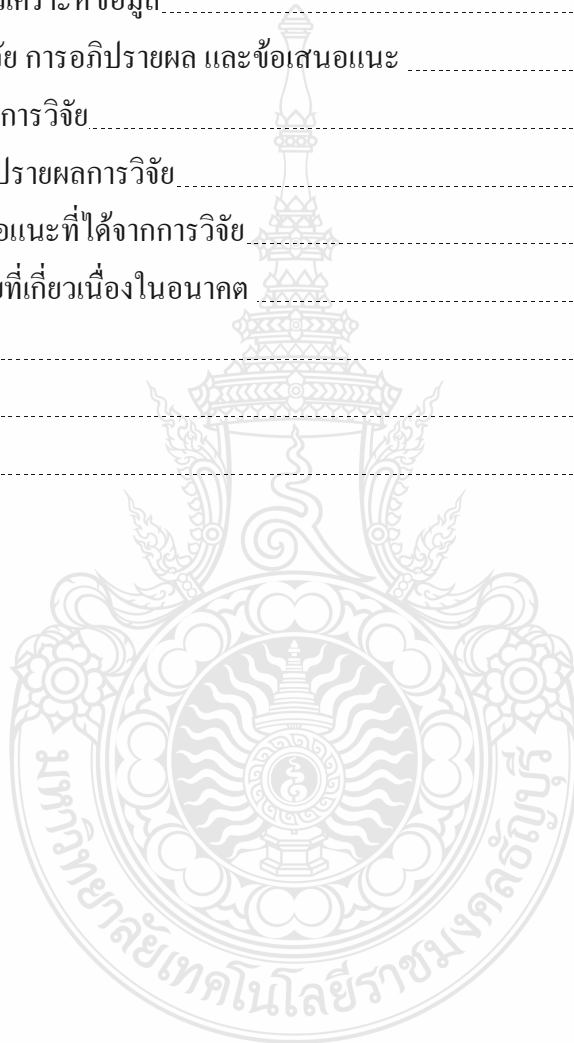 เคราะห์ข้อมูล
ัย การอภิปรายผล และข้อเสนอแนะ
การวิจัย
ปรายผลการวิจัย
อแนะที่ได้จากการวิจัย
ยที่เกี่ยวเนื่องในอนาคต
มหาวิทยาลัยเทคโนโลยีราชมงคลธัญบุรี